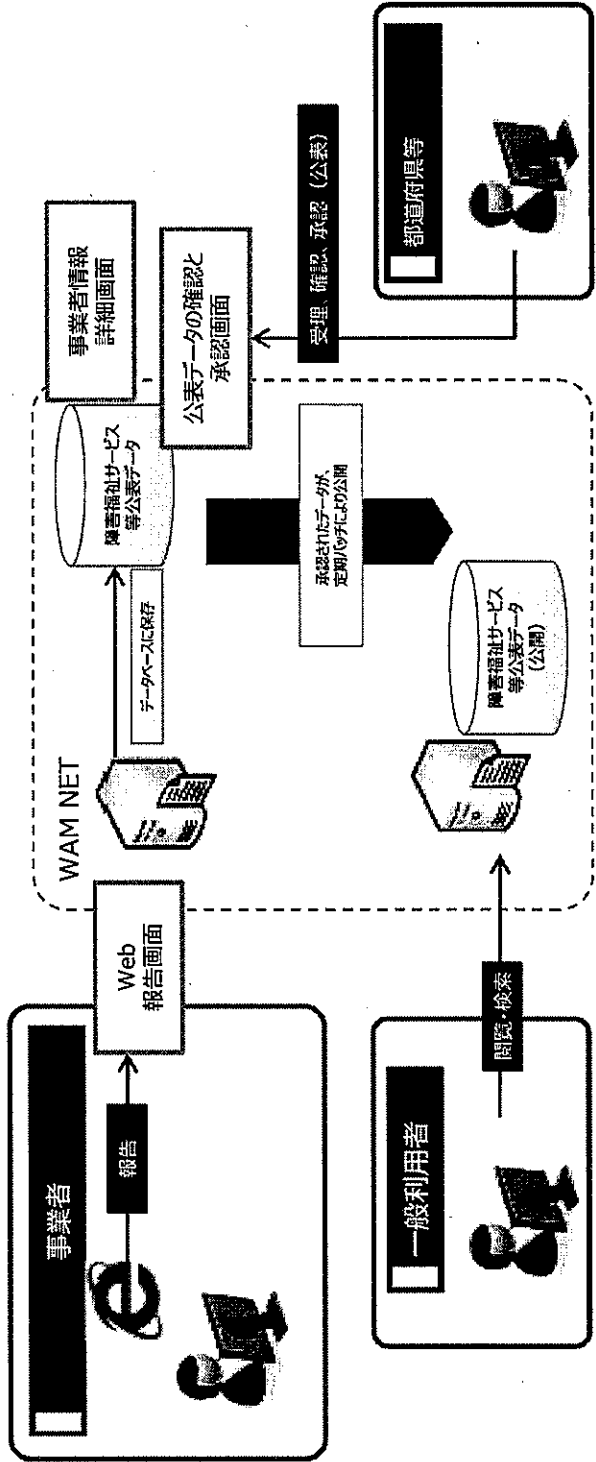 事業者
報告
Web
報告画面
WAM NET
データベースに保存
障害福祉サービス
等公表データ
事業者情報
詳細画面
公表データの確認と
承認画面
受理、確認、承認（公表）
都道府県等
承認されたデータが、
定期バッチにより公開
一般利用者
閲覧・検索
障害福祉サービス
等公表データ
（公開）